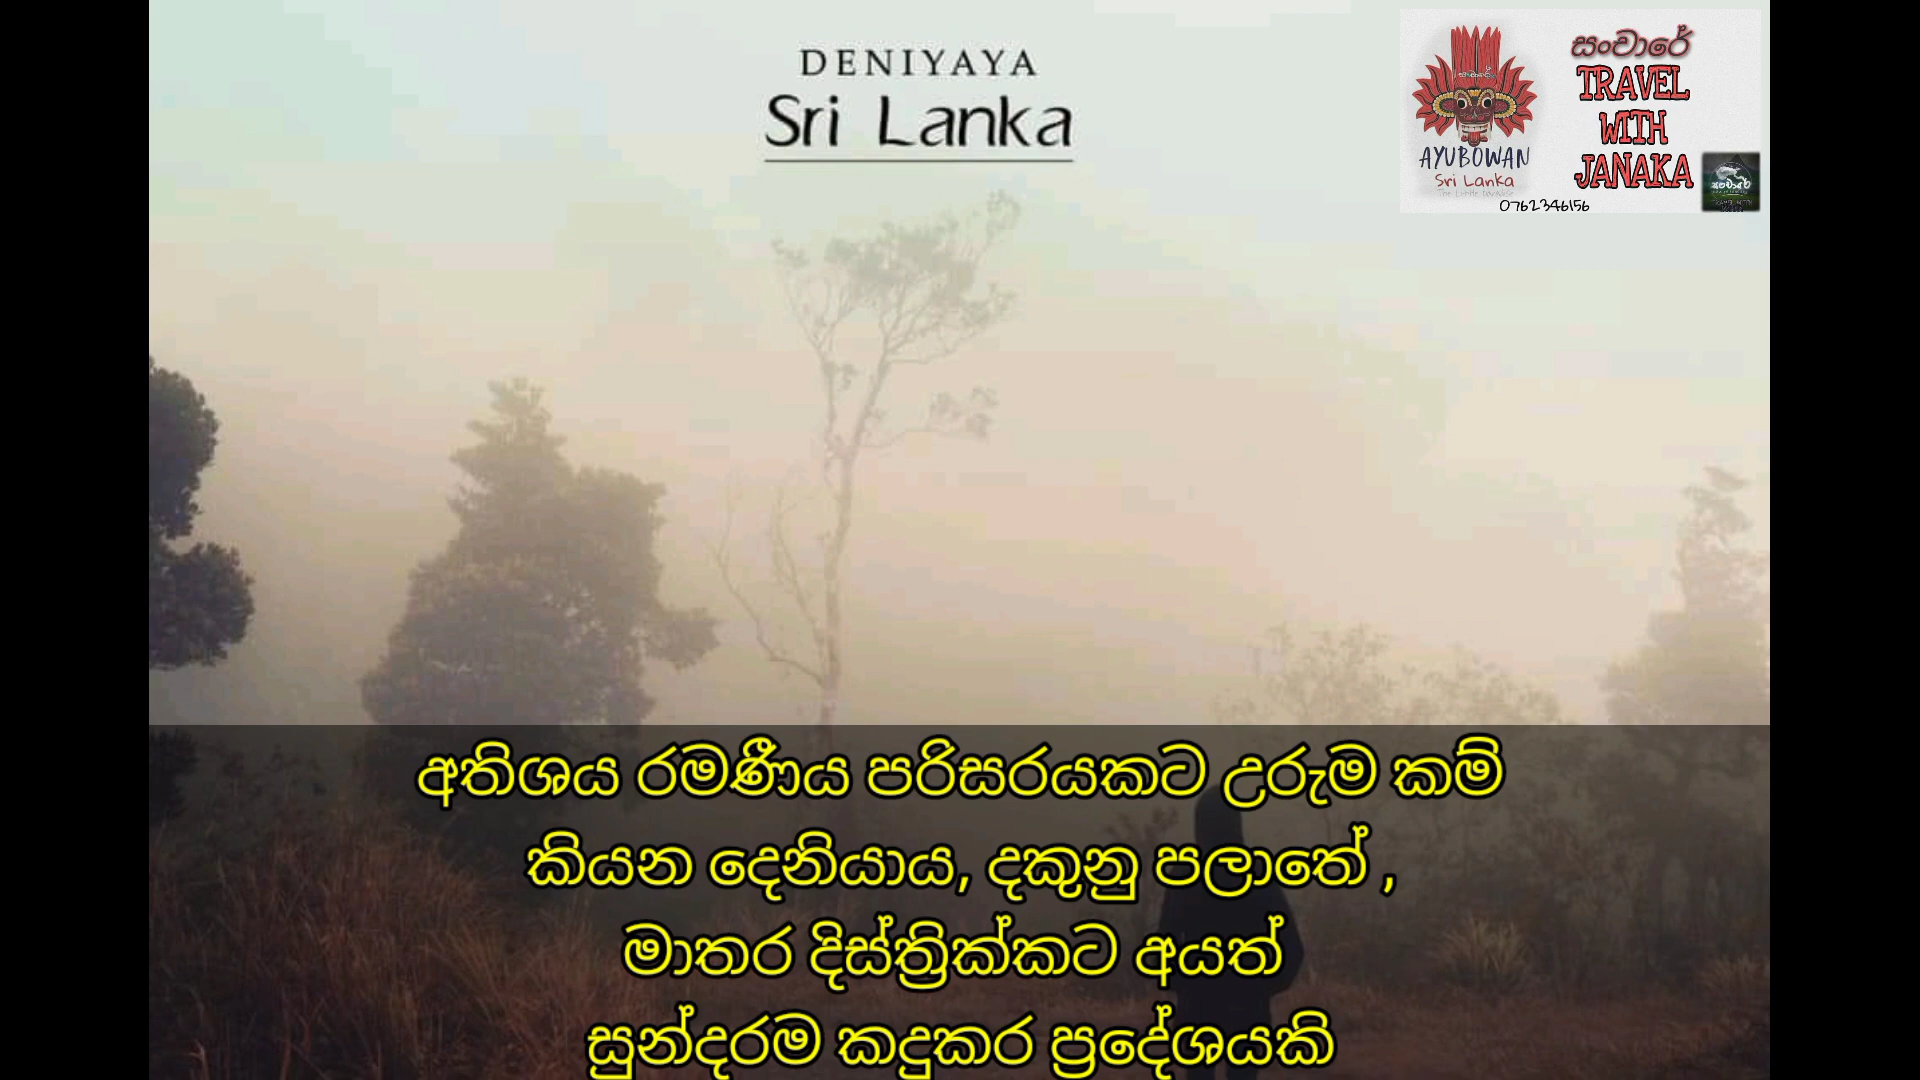 DENIYAYA
Sri Lanka
සංචාරේ
TRAVEL
WITH
JANAKA
AYUBOWAN
Sri Lanka
0762346156
අතිශය රමණීය පරිසරයකට උරුම කම්
කියන දෙනියාය, දකුනු පලාතේ ,
මාතර දිස්ත්‍රික්කට අයත්
සුන්දරම කදුකර ප්‍රදේශයකි